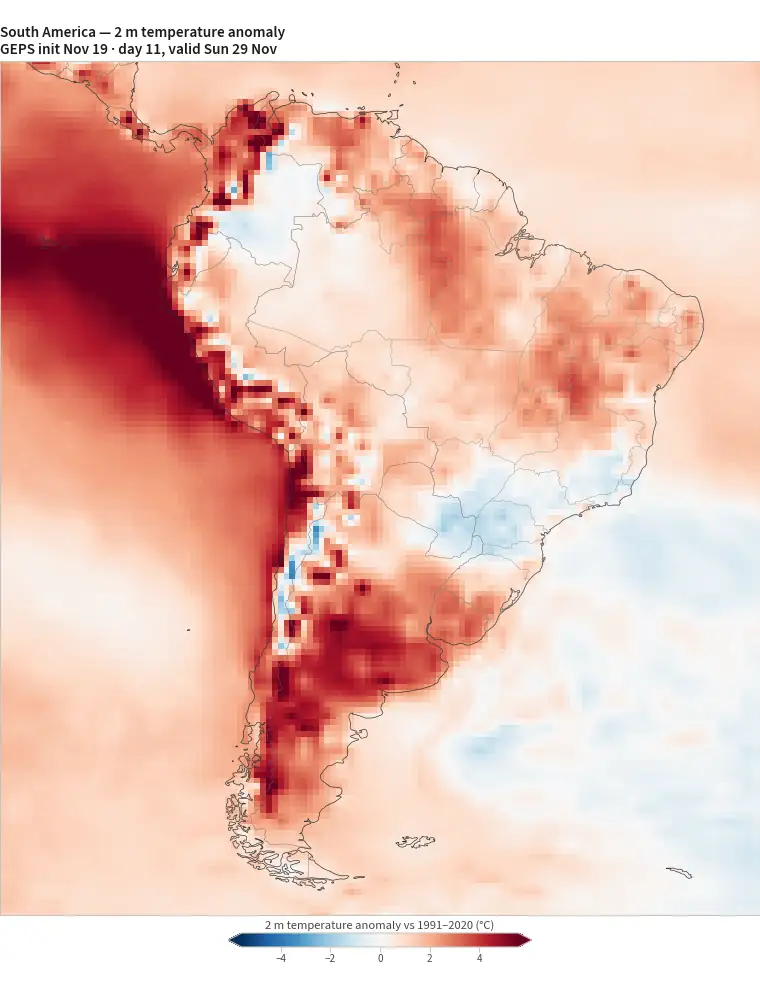 South America — 2 m temperature anomaly
GEPS init Nov 19 · day 11, valid Sun 29 Nov
2 m temperature anomaly vs 1991–2020 (°C)
−4 −2 0 2 4